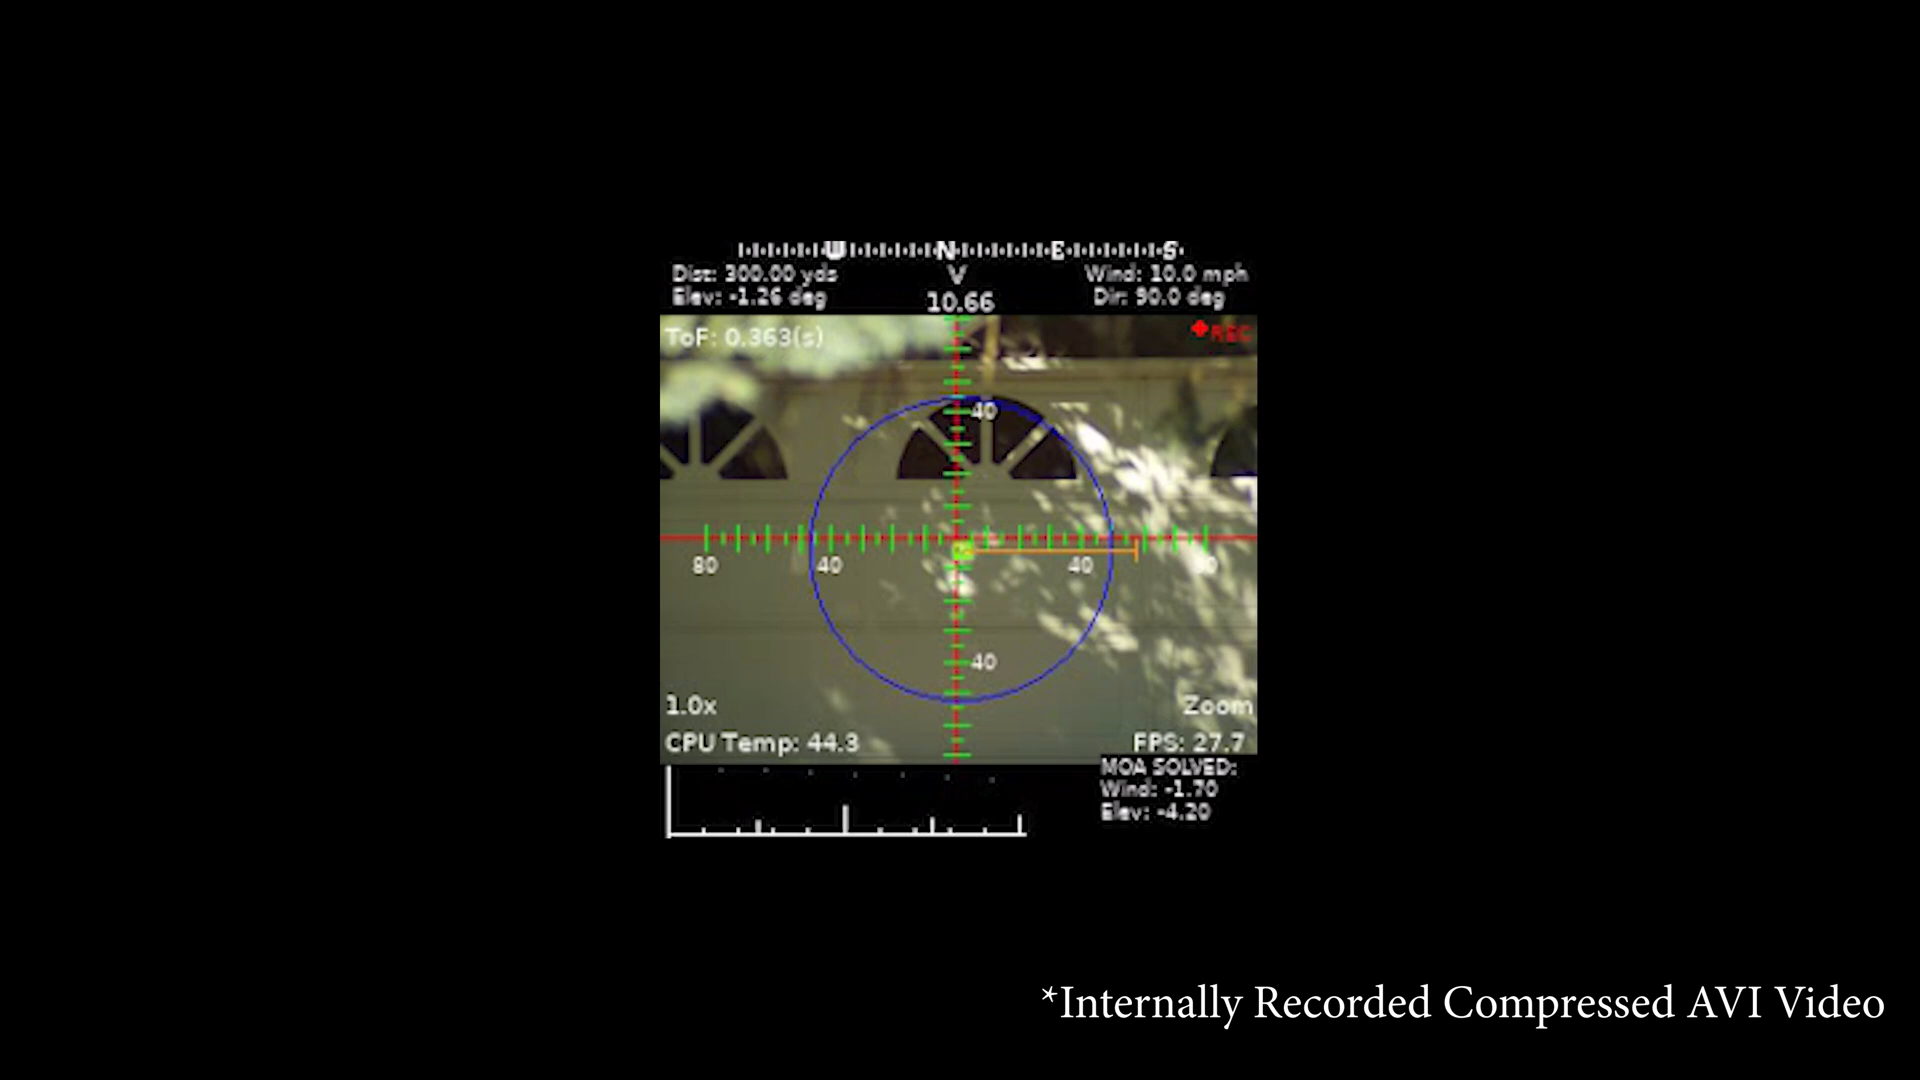 W N E S
Dist: 300.00 yds
V
Wind: 10.0 mph
Elev: -1.26 deg
10.66
Dir: 90.0 deg
ToF: 0.363(s)
REC
40
80 40 40
40
1.0x
Zoom
CPU Temp: 44.3
FPS: 27.7
MOA SOLVED:
Wind: -1.70
Elev: -4.20
*Internally Recorded Compressed AVI Video